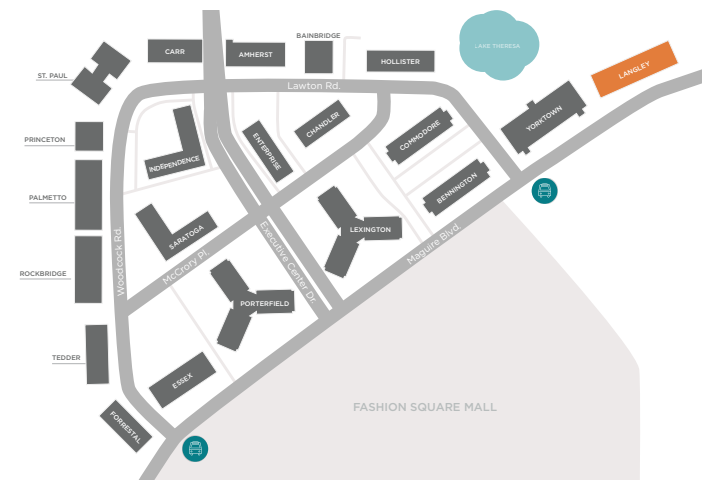 BAINBRIDGE
CARR
AMHERST
HOLLISTER
LAKE THERESA
LANGLEY
ST. PAUL
Lawton Rd.
YORKTOWN
CHANDLER
COMMODORE
ENTERPRISE
PRINCETON
INDEPENDENCE
BENNINGTON
PALMETTO
LEXINGTON
SARATOGA
Maguire Blvd.
Woodcock Rd.
McCrory Pl.
Executive Center Dr.
ROCKBRIDGE
PORTERFIELD
TEDDER
ESSEX
FASHION SQUARE MALL
FORRESTAL